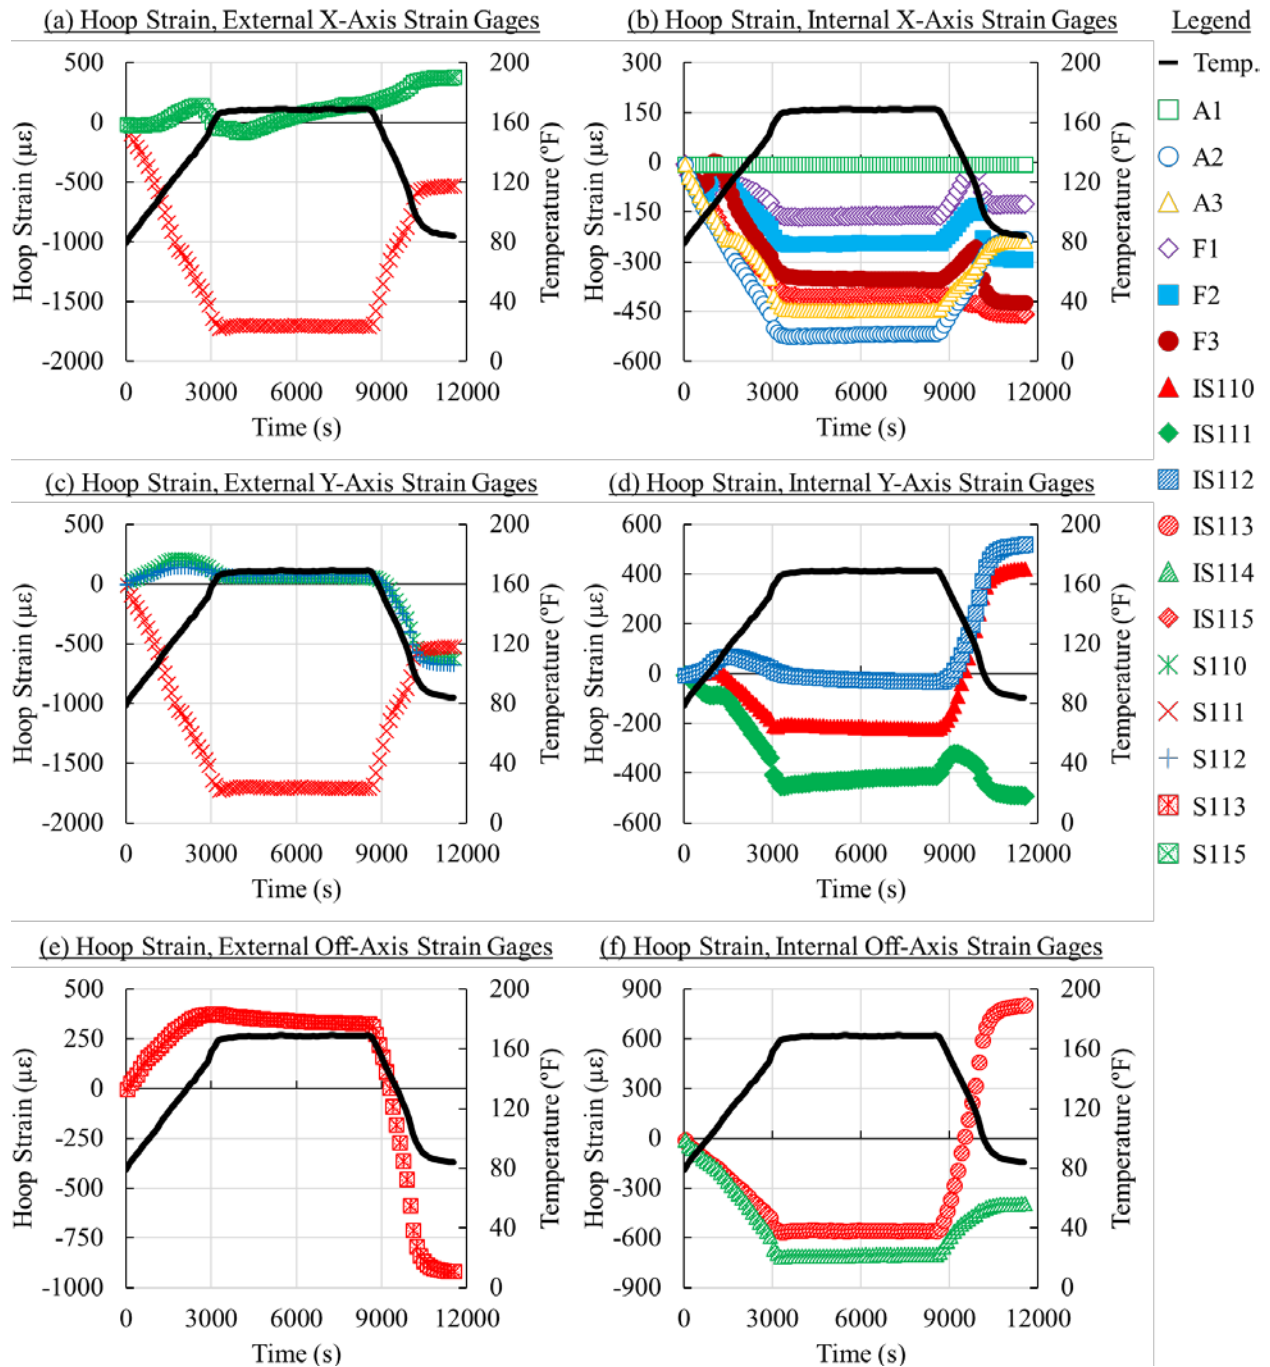 (a) Hoop Strain, External X-Axis Strain Gages
(b) Hoop Strain, Internal X-Axis Strain Gages
Legend
500
0
-500
-1000
-1500
-2000
Hoop Strain (με)
200
160
120
80
40
0
Temperature (ºF)
0 3000 6000 9000 12000
Time (s)
300
150
0
-150
-300
-450
-600
Hoop Strain (με)
200
160
120
80
40
0
Temperature (ºF)
0 3000 6000 9000 12000
Time (s)
Temp.
A1
A2
A3
F1
F2
F3
IS110
IS111
IS112
IS113
IS114
IS115
S110
S111
S112
S113
S115
(c) Hoop Strain, External Y-Axis Strain Gages
(d) Hoop Strain, Internal Y-Axis Strain Gages
500
0
-500
-1000
-1500
-2000
Hoop Strain (με)
200
160
120
80
40
0
Temperature (ºF)
0 3000 6000 9000 12000
Time (s)
600
400
200
0
-200
-400
-600
Hoop Strain (με)
200
160
120
80
40
0
Temperature (ºF)
0 3000 6000 9000 12000
Time (s)
(e) Hoop Strain, External Off-Axis Strain Gages
(f) Hoop Strain, Internal Off-Axis Strain Gages
500
250
0
-250
-500
-750
-1000
Hoop Strain (με)
200
160
120
80
40
0
Temperature (ºF)
0 3000 6000 9000 12000
Time (s)
900
600
300
0
-300
-600
-900
Hoop Strain (με)
200
160
120
80
40
0
Temperature (ºF)
0 3000 6000 9000 12000
Time (s)